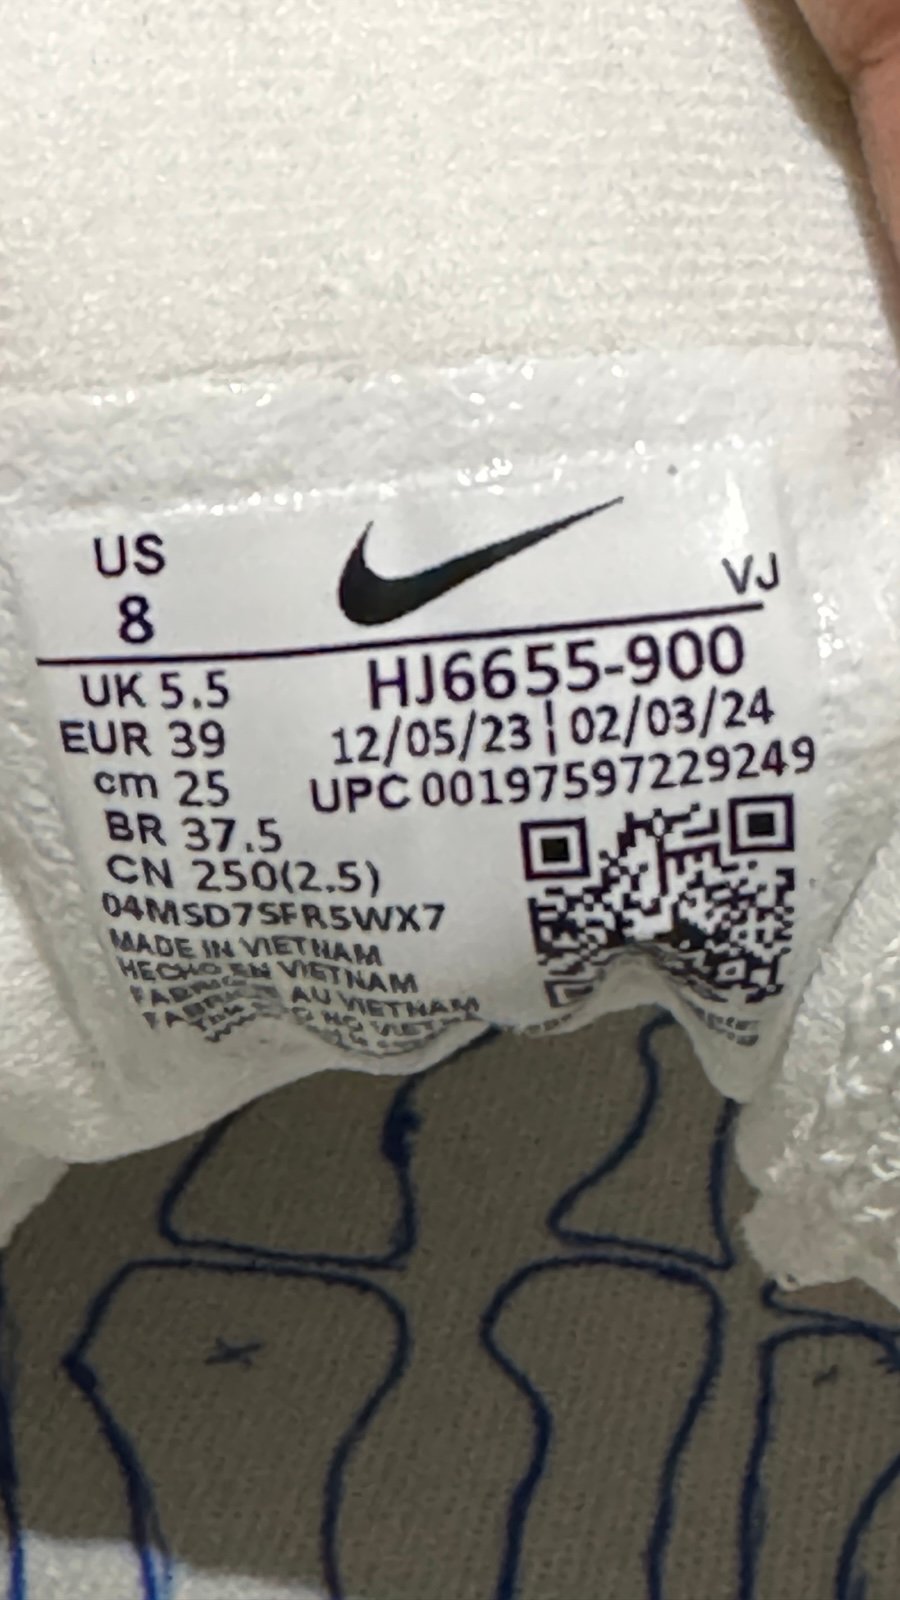 US
8
VJ
UK 5.5
EUR 39
cm 25
BR 37.5
CN 250(2.5)
HJ6655-900
12/05/23 | 02/03/24
UPC 00197597229249
04MSD7SFR5WX7
MADE IN VIETNAM
HECHO EN VIETNAM
AU VIETNAM